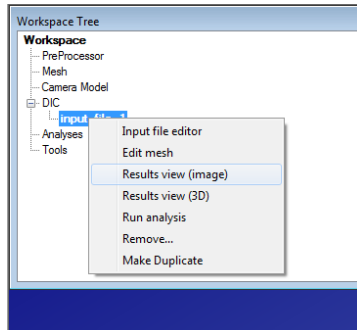 Workspace Tree
Workspace
PreProcessor
Mesh
Camera Model
DIC
input_file_1
Analyses
Tools
Input file editor
Edit mesh
Results view (image)
Results view (3D)
Run analysis
Remove...
Make Duplicate